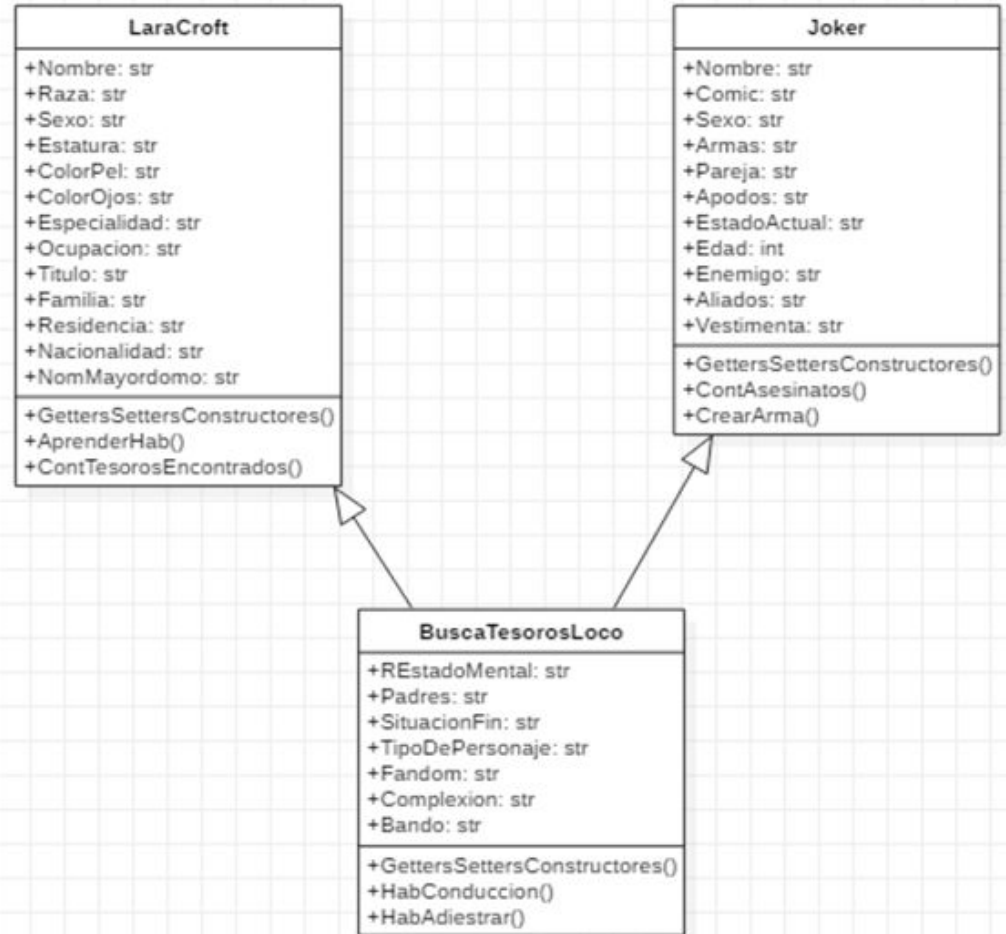 LaraCroft
+Nombre: str
+Raza: str
+Sexo: str
+Estatura: str
+ColorPel: str
+ColorOjos: str
+Especialidad: str
+Ocupacion: str
+Titulo: str
+Familia: str
+Residencia: str
+Nacionalidad: str
+NomMayordomo: str
+GettersSettersConstructores()
+AprenderHab()
+ContTesorosEncontrados()
Joker
+Nombre: str
+Comic: str
+Sexo: str
+Armas: str
+Pareja: str
+Apodos: str
+EstadoActual: str
+Edad: int
+Enemigo: str
+Aliados: str
+Vestimenta: str
+GettersSettersConstructores()
+ContAsesinatos()
+CrearArma()
BuscaTesorosLoco
+REstadoMental: str
+Padres: str
+SituacionFin: str
+TipoDePersonaje: str
+Fandom: str
+Complexion: str
+Bando: str
+GettersSettersConstructores()
+HabConduccion()
+HabAdiestrar()